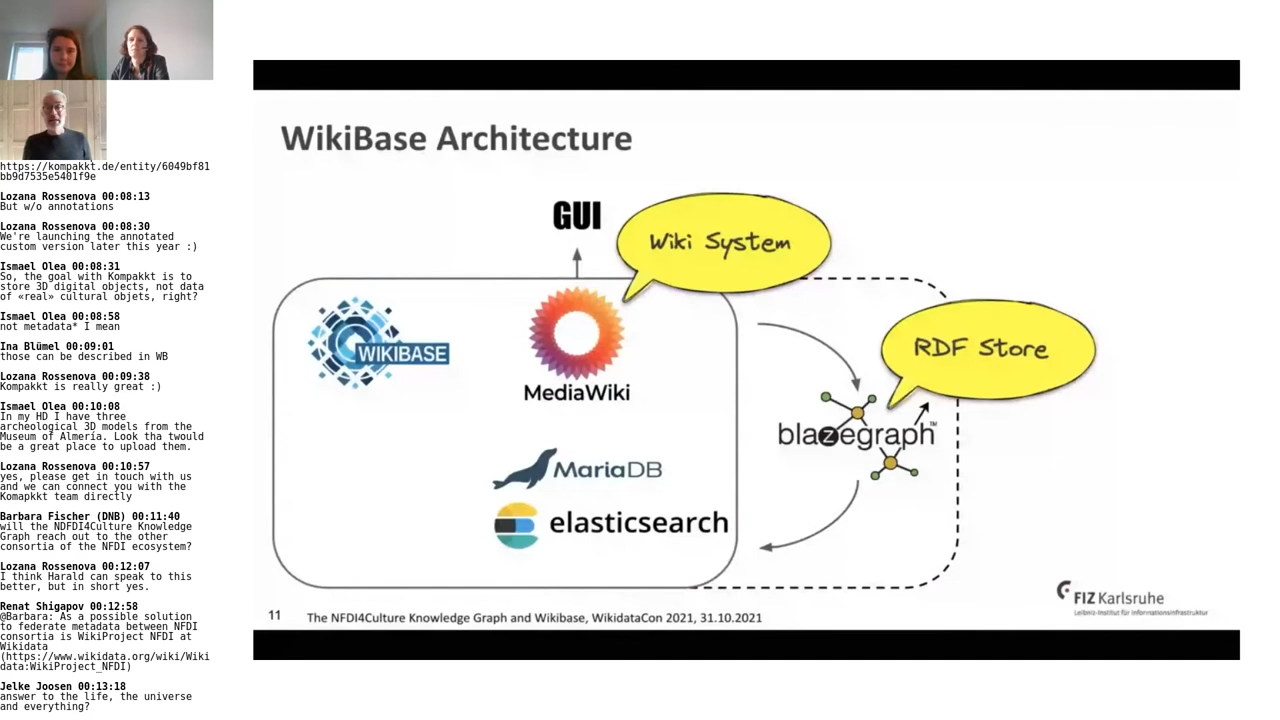 https://kompakkt.de/entity/6049bf81
bb9d7535e5401f9e
Lozana Rossenova 00:08:13
But w/o annotations
Lozana Rossenova 00:08:30
We're launching the annotated
custom version later this year :)
Ismael Olea 00:08:31
So, the goal with Kompakkt is to
store 3D digital objects, not data
of «real» cultural objets, right?
Ismael Olea 00:08:58
not metadata* I mean
Ina Blümel 00:09:01
those can be described in WB
Lozana Rossenova 00:09:38
Kompakkt is really great :)
Ismael Olea 00:10:08
In my HD I have three
archeological 3D models from the
Museum of Almería. Look tha twould
be a great place to upload them.
Lozana Rossenova 00:10:57
yes, please get in touch with us
and we can connect you with the
Komapkkt team directly
Barbara Fischer (DNB) 00:11:40
will the NDFDI4Culture Knowledge
Graph reach out to the other
consortia of the NFDI ecosystem?
Lozana Rossenova 00:12:07
I think Harald can speak to this
better, but in short yes.
Renat Shigapov 00:12:58
@Barbara: As a possible solution
to federate metadata between NFDI
consortia is WikiProject NFDI at
Wikidata
(https://www.wikidata.org/wiki/Wiki
data:WikiProject_NFDI)
Jelke Joosen 00:13:18
answer to the life, the universe
and everything?
WikiBase Architecture
GUI
Wiki System
WIKIBASE
MediaWiki
RDF Store
blazegraph™
MariaDB
elasticsearch
11
The NFDI4Culture Knowledge Graph and Wikibase, WikidataCon 2021, 31.10.2021
FIZ Karlsruhe
Leibniz-Institut für Informationsinfrastruktur